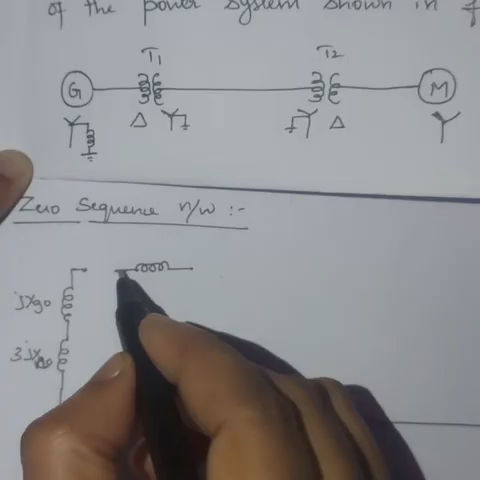 of the power system shown in f
T1 T2
G M
Δ Δ
Zero Sequence n/w :-
jXg0